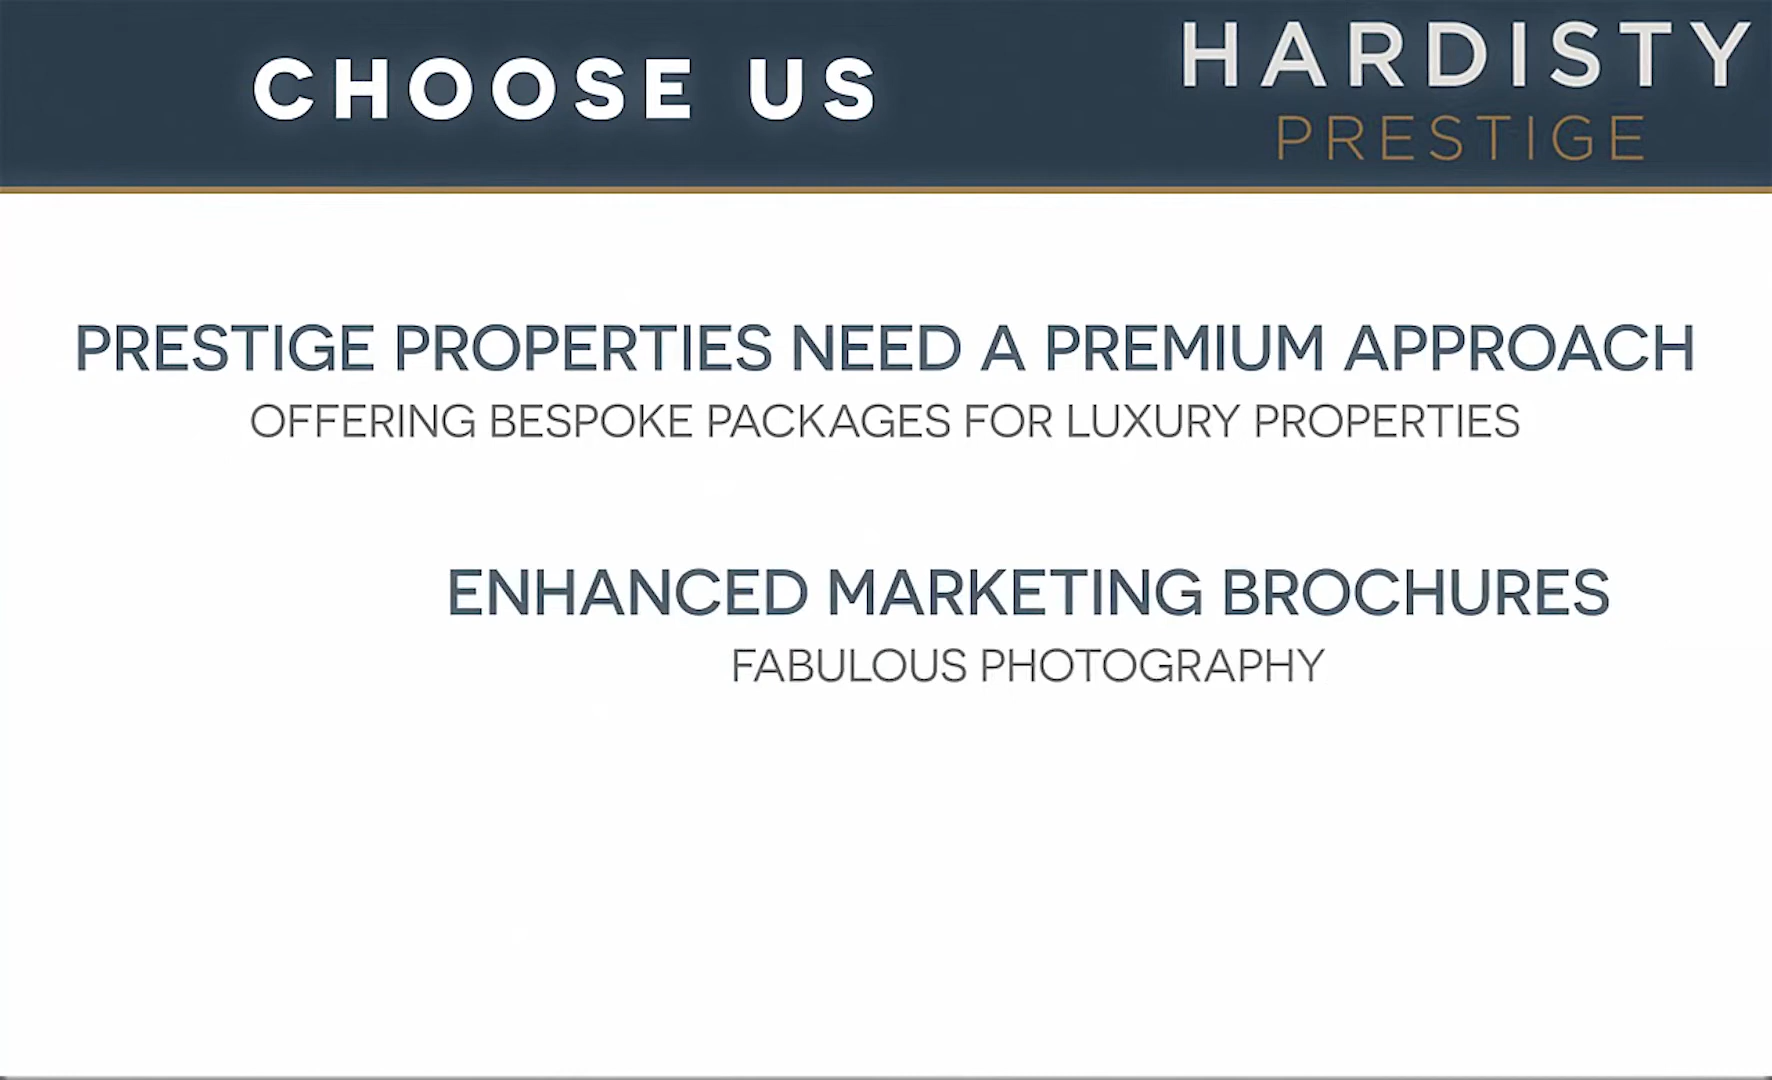 CHOOSE US
HARDISTY
PRESTIGE
PRESTIGE PROPERTIES NEED A PREMIUM APPROACH
OFFERING BESPOKE PACKAGES FOR LUXURY PROPERTIES
ENHANCED MARKETING BROCHURES
FABULOUS PHOTOGRAPHY